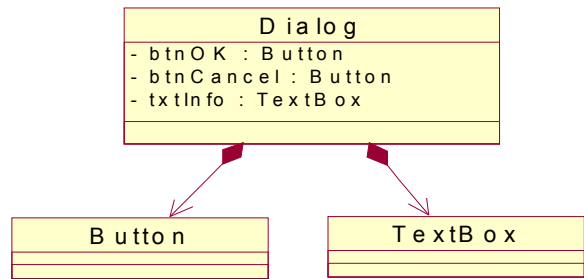 Dialog
- btnOK : Button
- btnCancel : Button
- txtInfo : TextBox
Button
TextBox